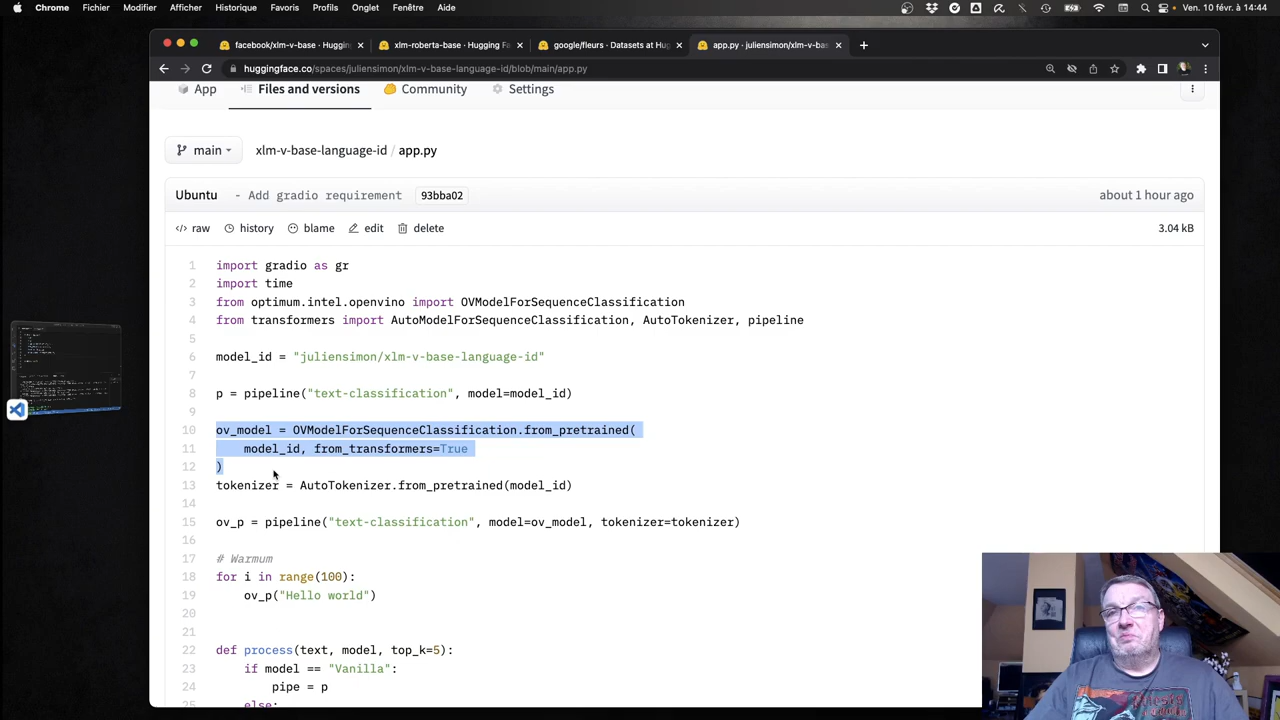 Chrome Fichier Modifier Afficher Historique Favoris Profils Onglet Fenêtre Aide Ven. 10 févr. à 14:44
facebook/xlm-v-base · Hugging xlm-roberta-base · Hugging Fa google/fleurs · Datasets at Hug app.py · juliensimon/xlm-v-bas
huggingface.co/spaces/juliensimon/xlm-v-base-language-id/blob/main/app.py
App Files and versions Community Settings
main xlm-v-base-language-id / app.py
Ubuntu - Add gradio requirement 93bba02 about 1 hour ago
</> raw history blame edit delete 3.04 kB
1 import gradio as gr
2 import time
3 from optimum.intel.openvino import OVModelForSequenceClassification
4 from transformers import AutoModelForSequenceClassification, AutoTokenizer, pipeline
5
6 model_id = "juliensimon/xlm-v-base-language-id"
7
8 p = pipeline("text-classification", model=model_id)
9
10 ov_model = OVModelForSequenceClassification.from_pretrained(
11 model_id, from_transformers=True
12 )
13 tokenizer = AutoTokenizer.from_pretrained(model_id)
14
15 ov_p = pipeline("text-classification", model=ov_model, tokenizer=tokenizer)
16
17 # Warmum
18 for i in range(100):
19 ov_p("Hello world")
20
21
22 def process(text, model, top_k=5):
23 if model == "Vanilla":
24 pipe = p
25 else: